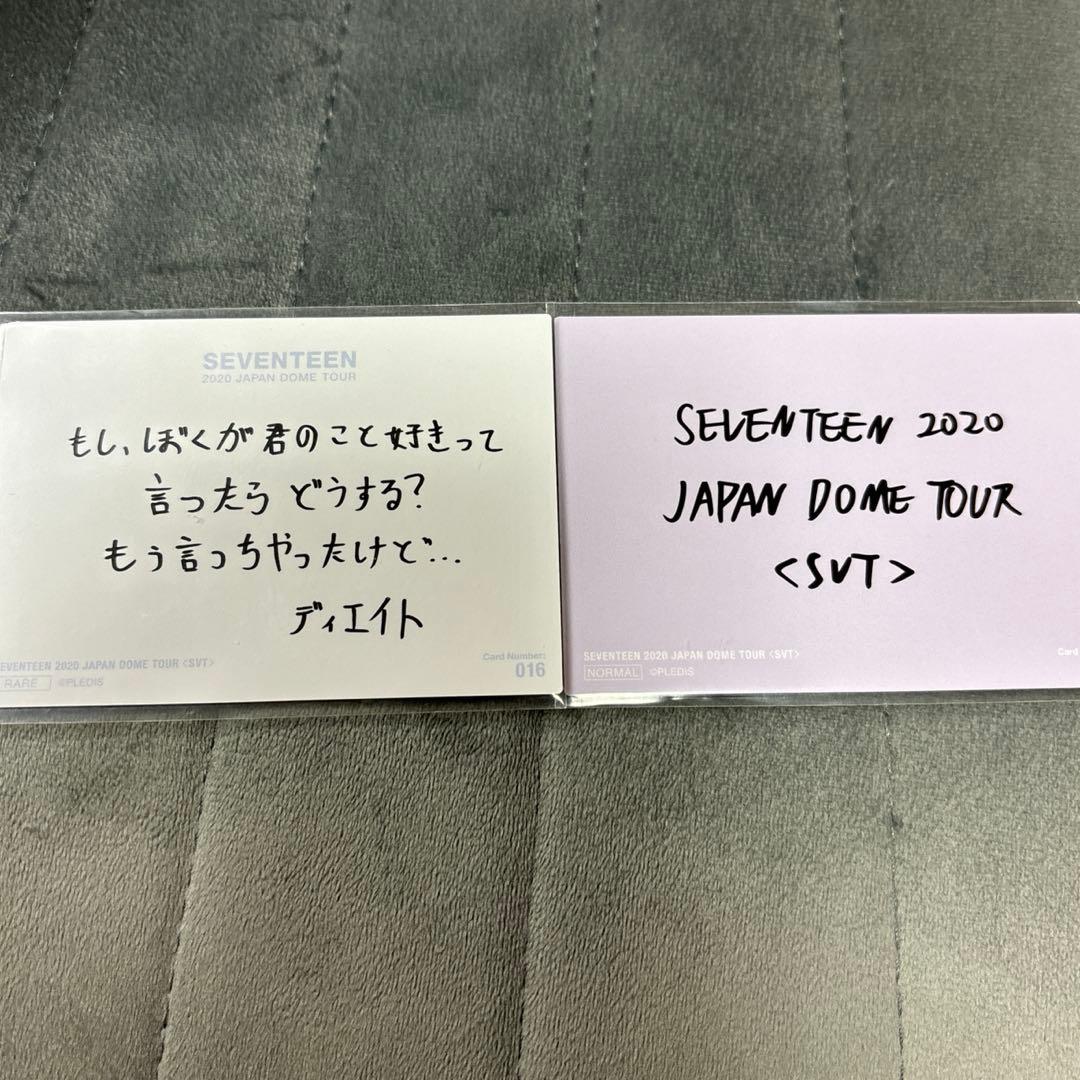 SEVENTEEN
2020 JAPAN DOME TOUR
もし、ぼくが君のこと好きって
言ったら どうする?
もう言っちゃったけど…
ディエイト
EVENTEEN 2020 JAPAN DOME TOUR <SVT>
RARE ©PLEDIS
Card Number:
016
SEVENTEEN 2020
JAPAN DOME TOUR
<SVT>
SEVENTEEN 2020 JAPAN DOME TOUR <SVT>
NORMAL ©PLEDIS
Card